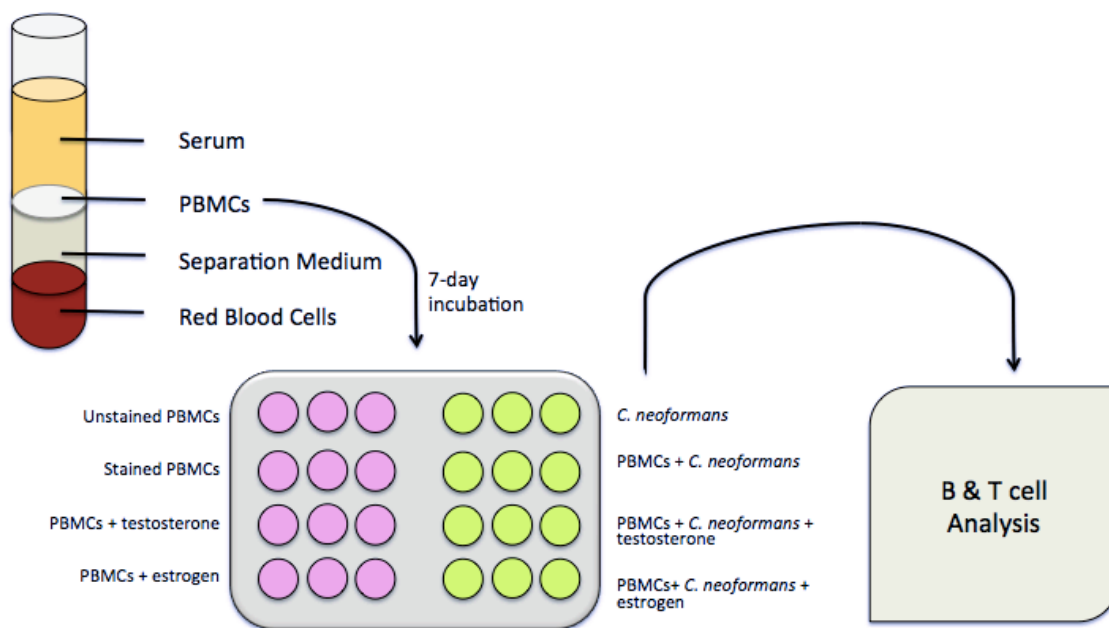 Serum
PBMCs
Separation Medium
Red Blood Cells
7-day
incubation
Unstained PBMCs
Stained PBMCs
PBMCs + testosterone
PBMCs + estrogen
C. neoformans
PBMCs + C. neoformans
PBMCs + C. neoformans +
testosterone
PBMCs+ C. neoformans +
estrogen
B & T cell
Analysis